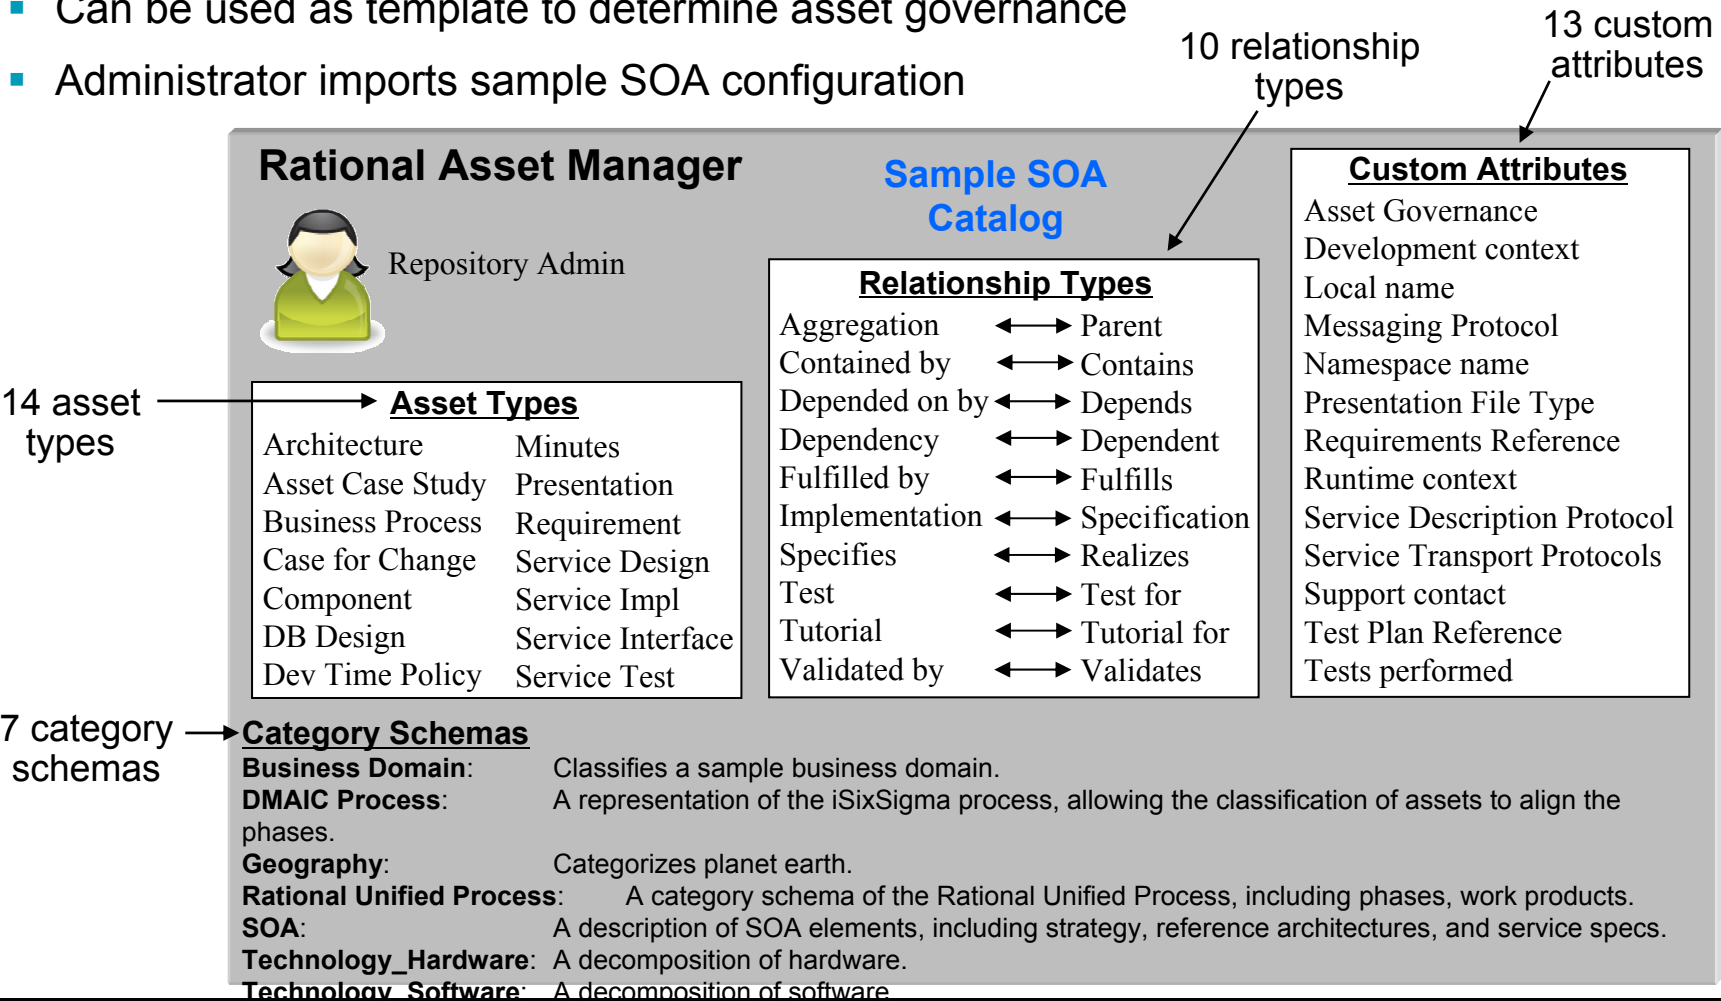 Can be used as template to determine asset governance
Administrator imports sample SOA configuration
10 relationship
types
13 custom
attributes
Rational Asset Manager
Repository Admin
Sample SOA
Catalog
14 asset
types
Asset Types
Architecture
Asset Case Study
Business Process
Case for Change
Component
DB Design
Dev Time Policy
Minutes
Presentation
Requirement
Service Design
Service Impl
Service Interface
Service Test
Relationship Types
Aggregation Parent
Contained by Contains
Depended on by Depends
Dependency Dependent
Fulfilled by Fulfills
Implementation Specification
Specifies Realizes
Test Test for
Tutorial Tutorial for
Validated by Validates
Custom Attributes
Asset Governance
Development context
Local name
Messaging Protocol
Namespace name
Presentation File Type
Requirements Reference
Runtime context
Service Description Protocol
Service Transport Protocols
Support contact
Test Plan Reference
Tests performed
7 category
schemas
Category Schemas
Business Domain: Classifies a sample business domain.
DMAIC Process: A representation of the iSixSigma process, allowing the classification of assets to align the
phases.
Geography: Categorizes planet earth.
Rational Unified Process: A category schema of the Rational Unified Process, including phases, work products.
SOA: A description of SOA elements, including strategy, reference architectures, and service specs.
Technology_Hardware: A decomposition of hardware.
Technology_Software: A decomposition of software